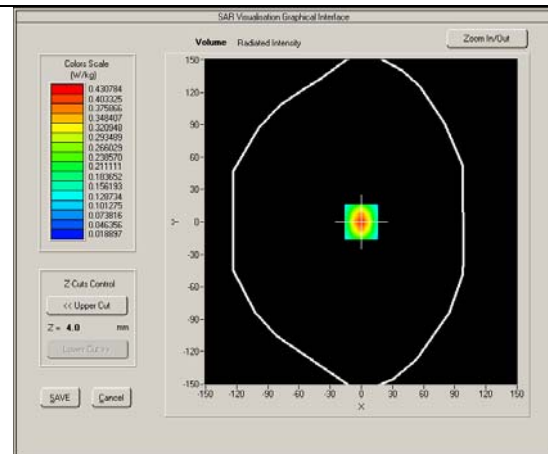 SAR Visualisation Graphical Interface
Volume Radiated Intensity
Zoom In/Out
Colors Scale
(W/kg)
0.430784
0.403325
0.375866
0.348407
0.320948
0.293489
0.266029
0.238570
0.211111
0.183652
0.156193
0.128734
0.101275
0.073816
0.046356
0.018897
Z-Cuts Control
<< Upper Cut
Z = 4.0 mm
Lower Cut >>
SAVE Cancel
150
120
90
60
30
0
-30
-60
-90
-120
-150
Y
-150 -120 -90 -60 -30 0 30 60 90 120 150
X